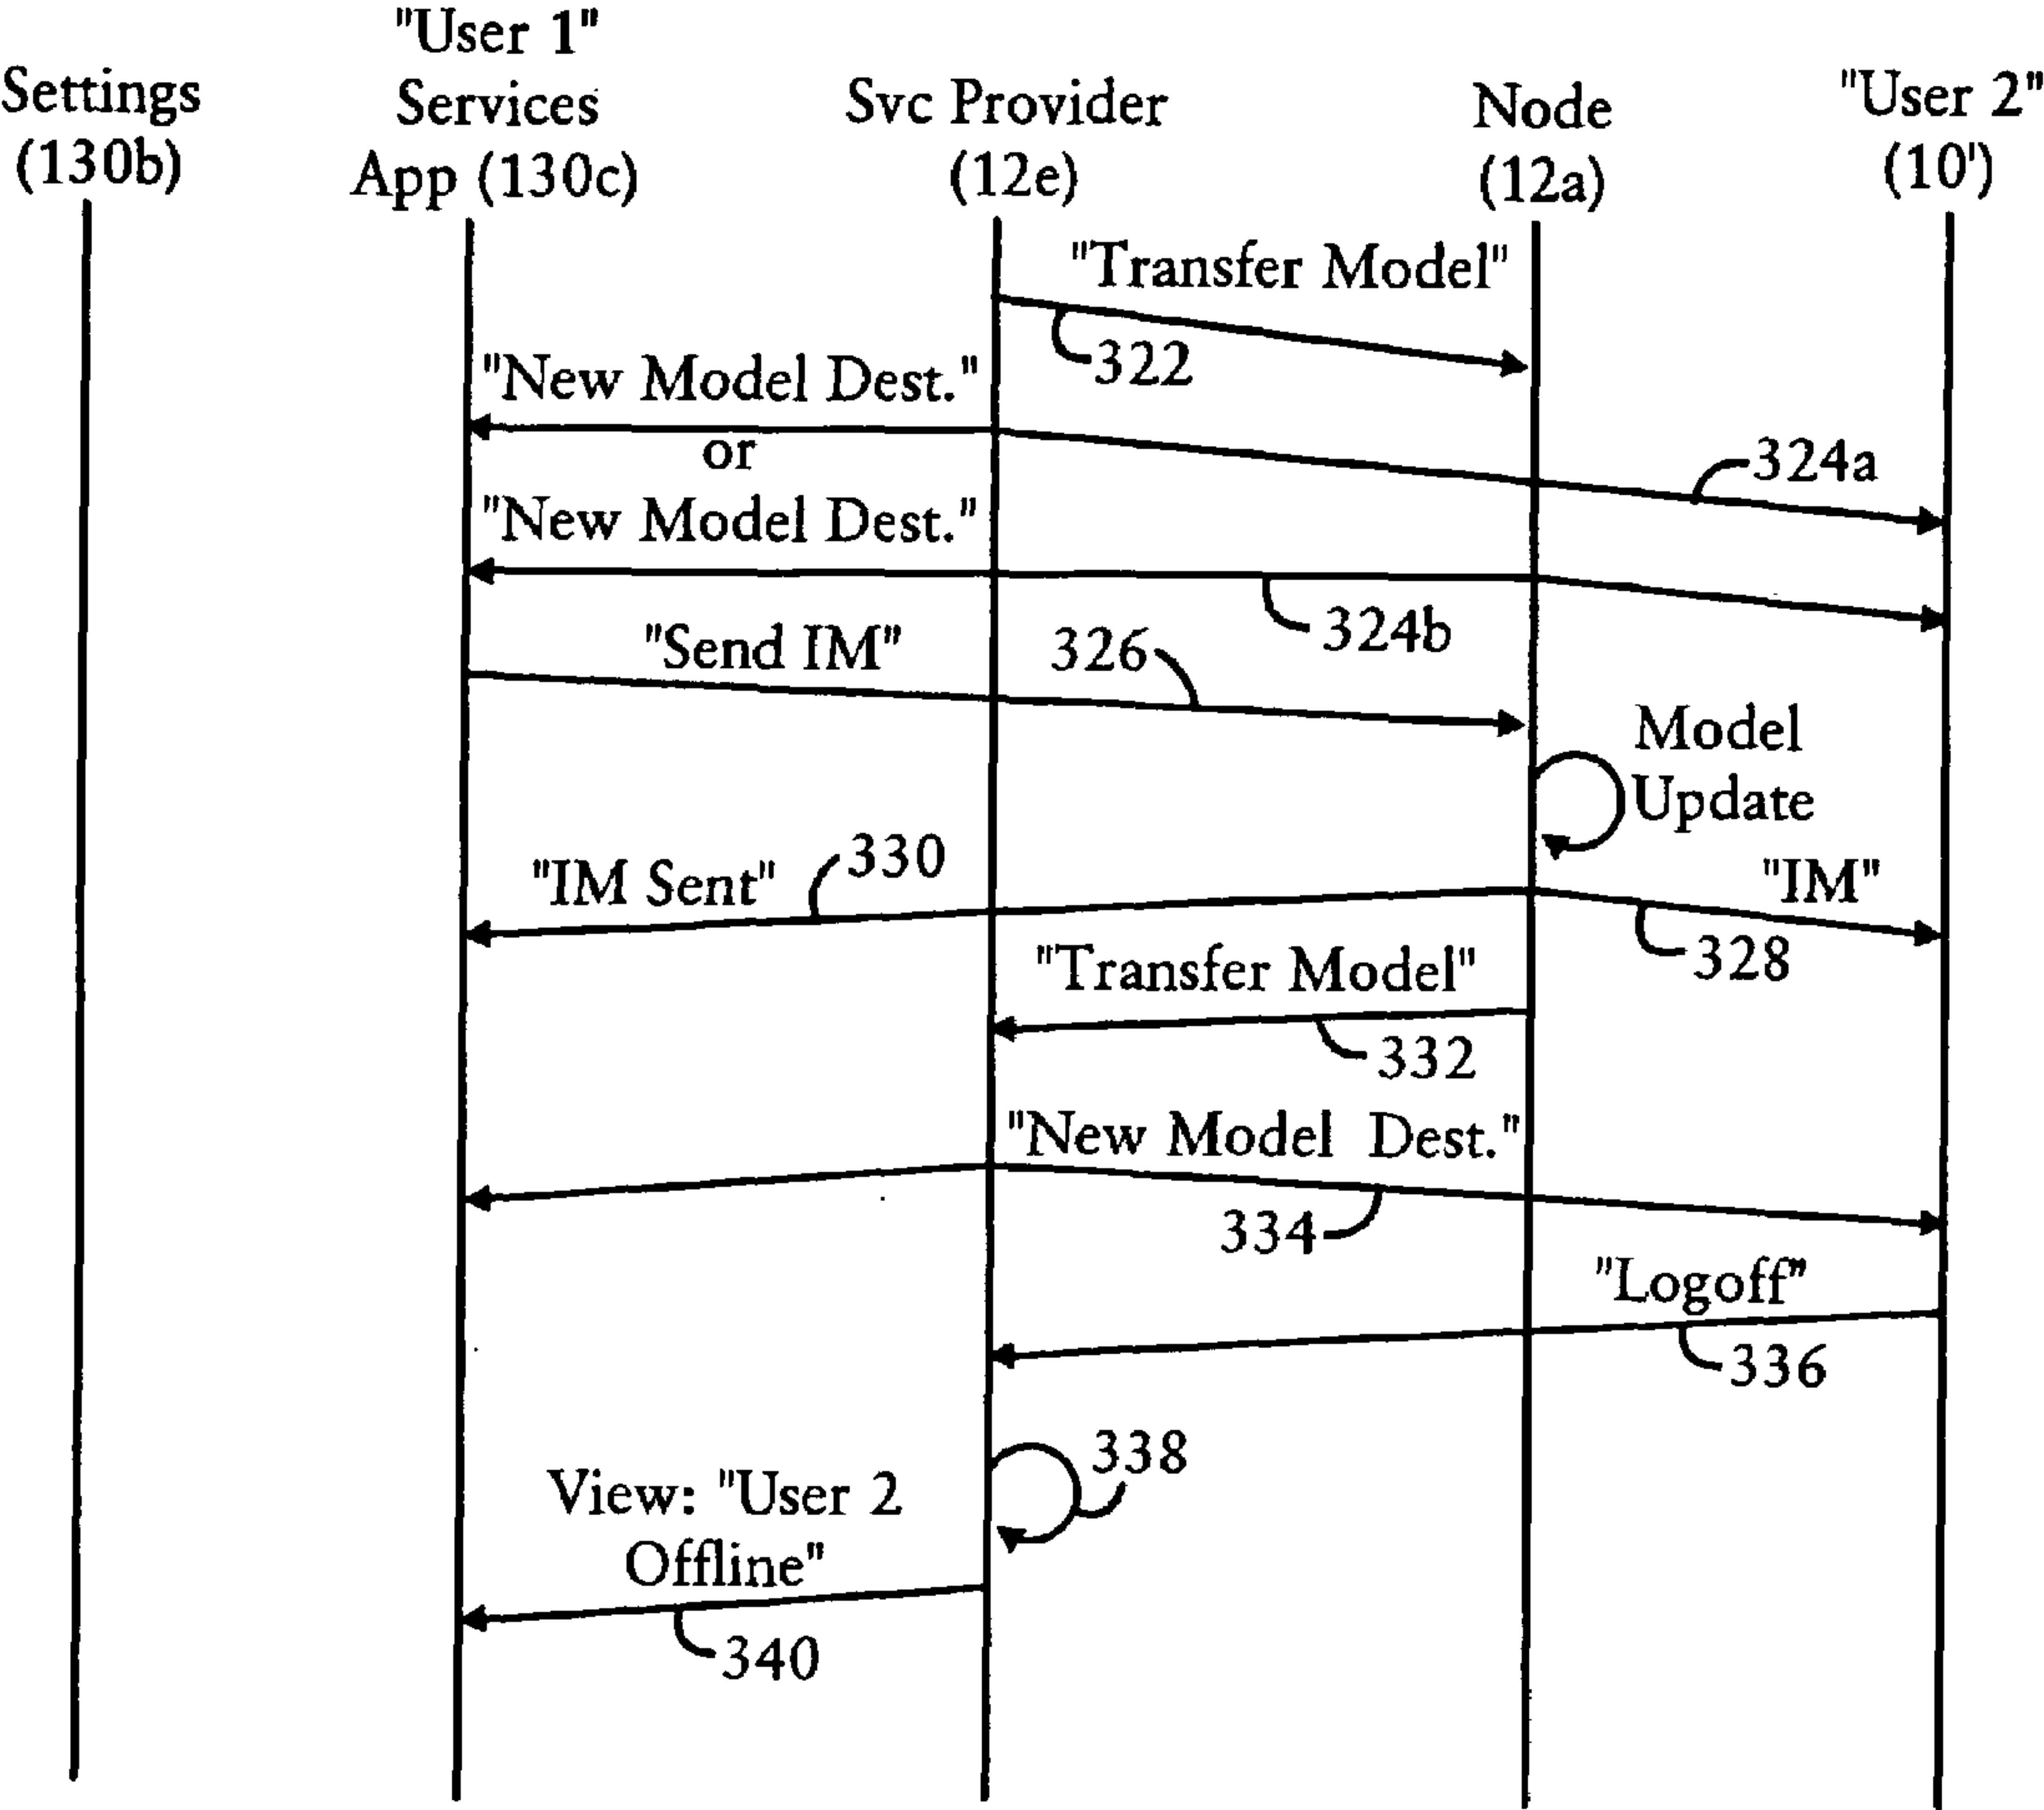 Settings
(130b)
"User 1"
Services
App (130c)
Svc Provider
(12e)
Node
(12a)
"User 2"
(10')
"Transfer Model"
322
"New Model Dest."
or
324a
"New Model Dest."
324b
"Send IM"
326
Model
Update
"IM Sent"
330
"IM"
328
"Transfer Model"
332
"New Model Dest."
334
"Logoff"
336
338
View: "User 2
Offline"
340